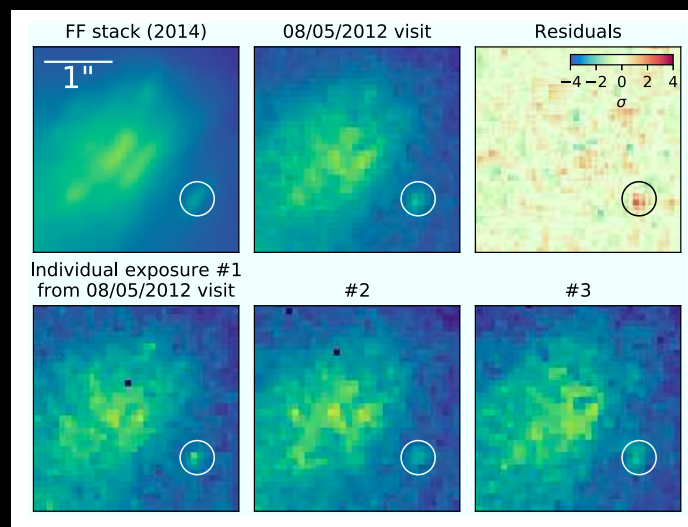 FF stack (2014)
08/05/2012 visit
Residuals
1"
−4 −2 0 2 4
σ
Individual exposure #1
from 08/05/2012 visit
#2
#3